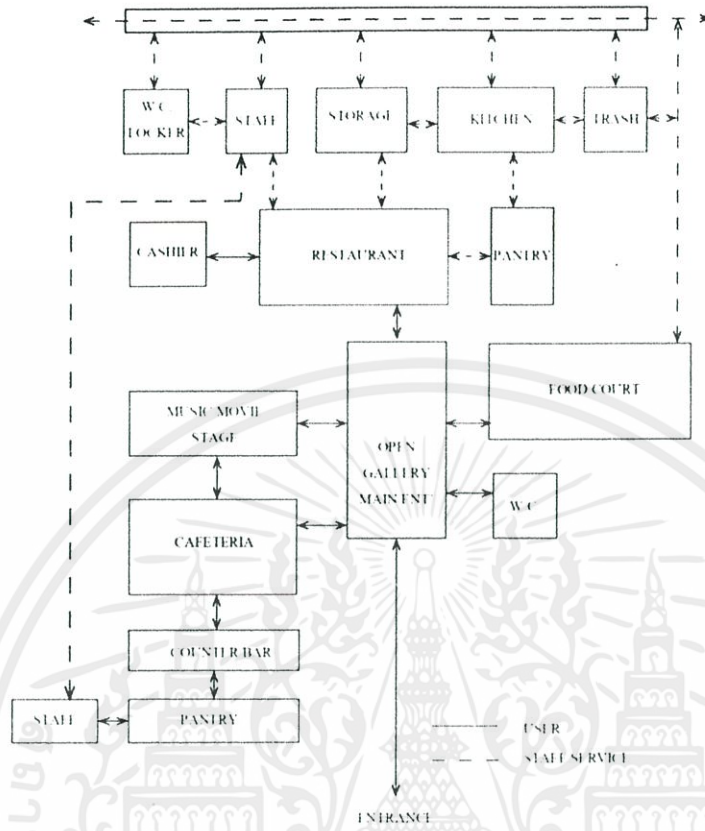 W.C.
LOCKER
STAFF
STORAGE
KITCHEN
TRASH
CASHIER
RESTAURANT
PANTRY
FOOD COURT
MUSIC MOVIE
STAGE
OPEN
GALLERY
MAIN ENT
W.C
CAFETERIA
COUNTER BAR
STAFF
PANTRY
USER
STAFF SERVICE
ENTRANCE